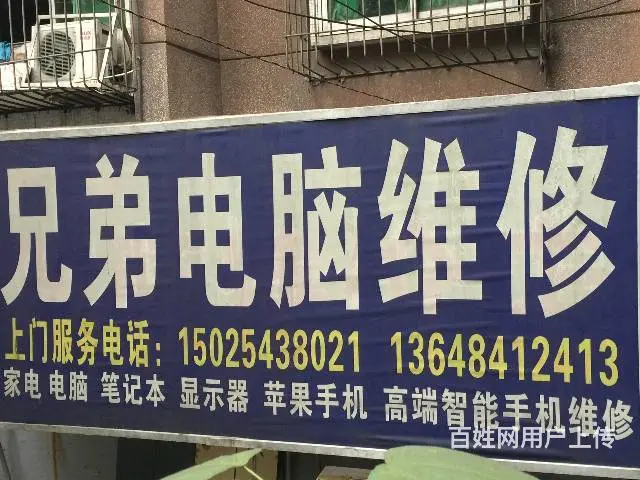 兄弟电脑维修
上门服务电话：15025438021 13648412413
家电 电脑 笔记本 显示器 苹果手机 高端智能手机维修
百姓网用户上传